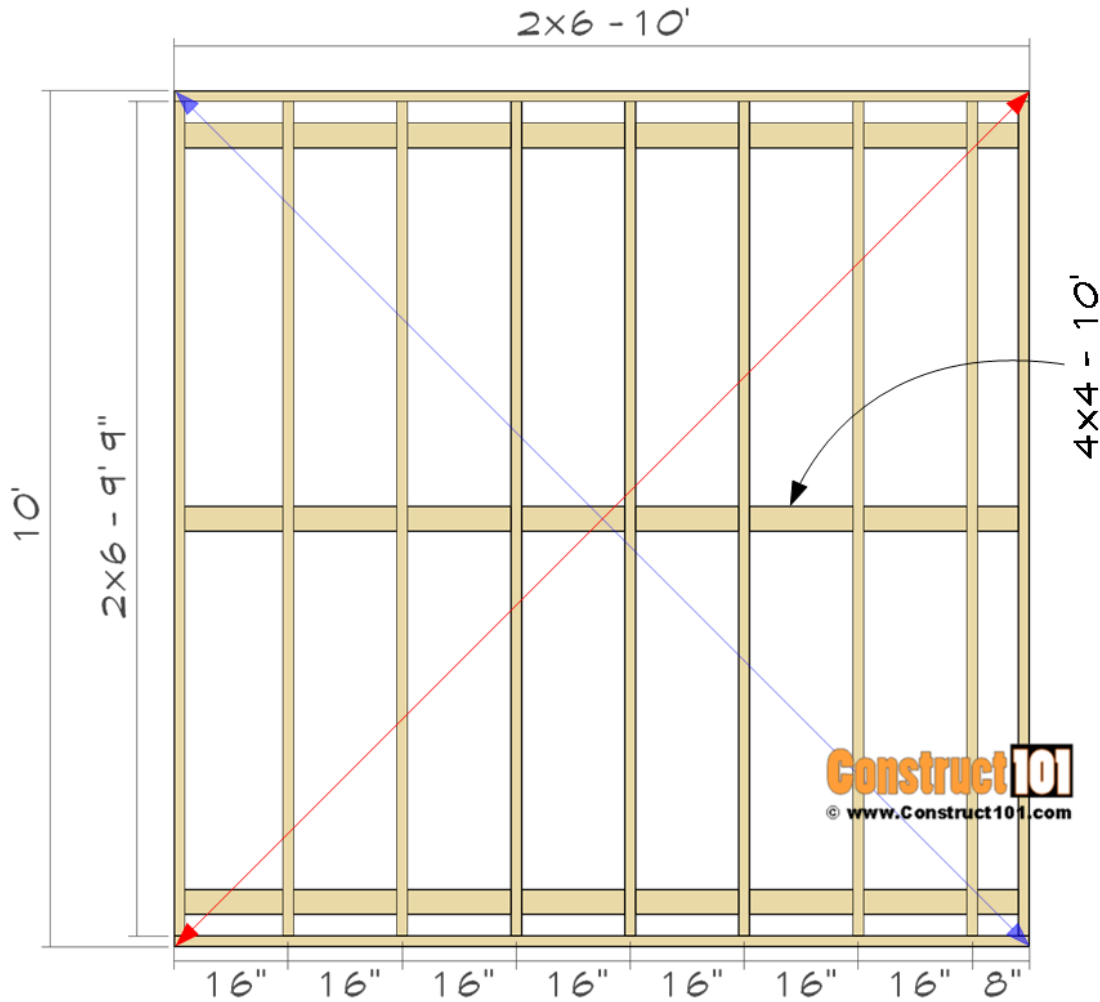 2x6 - 10'
10'
2x6 - 9' 9"
4x4 - 10'
Construct101
© www.Construct101.com
16" 16" 16" 16" 16" 16" 16" 8"